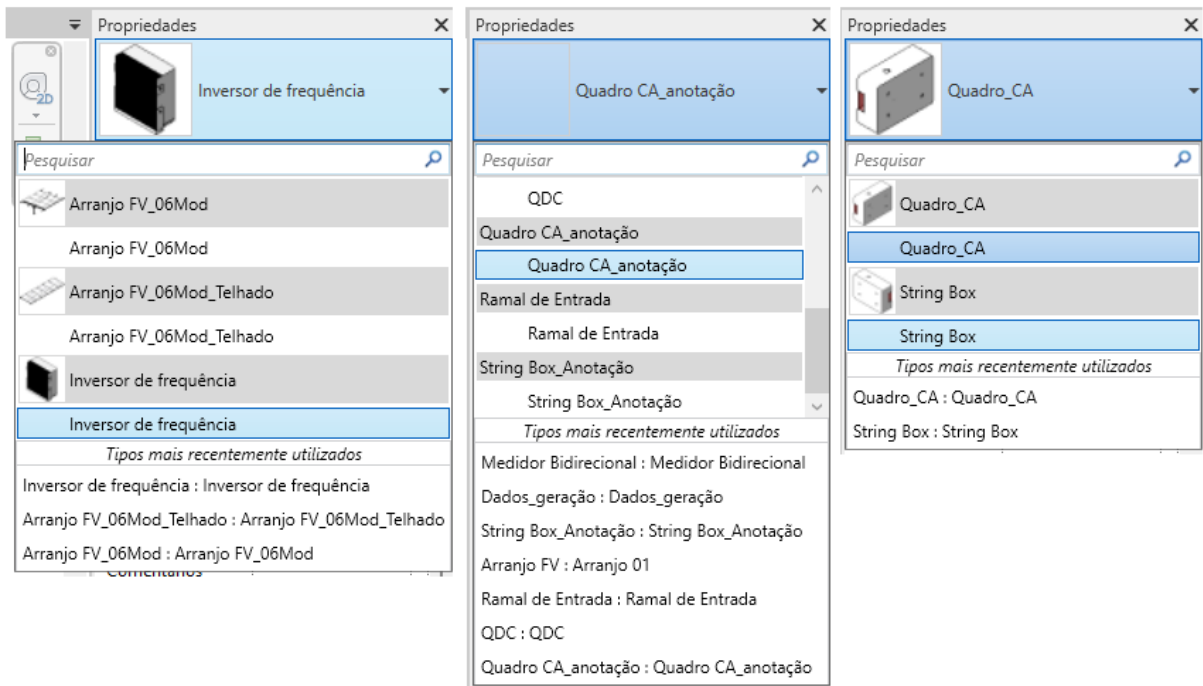 Propriedades
Inversor de frequência
2D
Pesquisar
Arranjo FV_06Mod
Arranjo FV_06Mod
Arranjo FV_06Mod_Telhado
Arranjo FV_06Mod_Telhado
Inversor de frequência
Inversor de frequência
Tipos mais recentemente utilizados
Inversor de frequência : Inversor de frequência
Arranjo FV_06Mod_Telhado : Arranjo FV_06Mod_Telhado
Arranjo FV_06Mod : Arranjo FV_06Mod
Comentários
Propriedades
Quadro CA_anotação
Pesquisar
QDC
Quadro CA_anotação
Quadro CA_anotação
Ramal de Entrada
Ramal de Entrada
String Box_Anotação
String Box_Anotação
Tipos mais recentemente utilizados
Medidor Bidirecional : Medidor Bidirecional
Dados_geração : Dados_geração
String Box_Anotação : String Box_Anotação
Arranjo FV : Arranjo 01
Ramal de Entrada : Ramal de Entrada
QDC : QDC
Quadro CA_anotação : Quadro CA_anotação
Propriedades
Quadro_CA
Pesquisar
Quadro_CA
Quadro_CA
String Box
String Box
Tipos mais recentemente utilizados
Quadro_CA : Quadro_CA
String Box : String Box